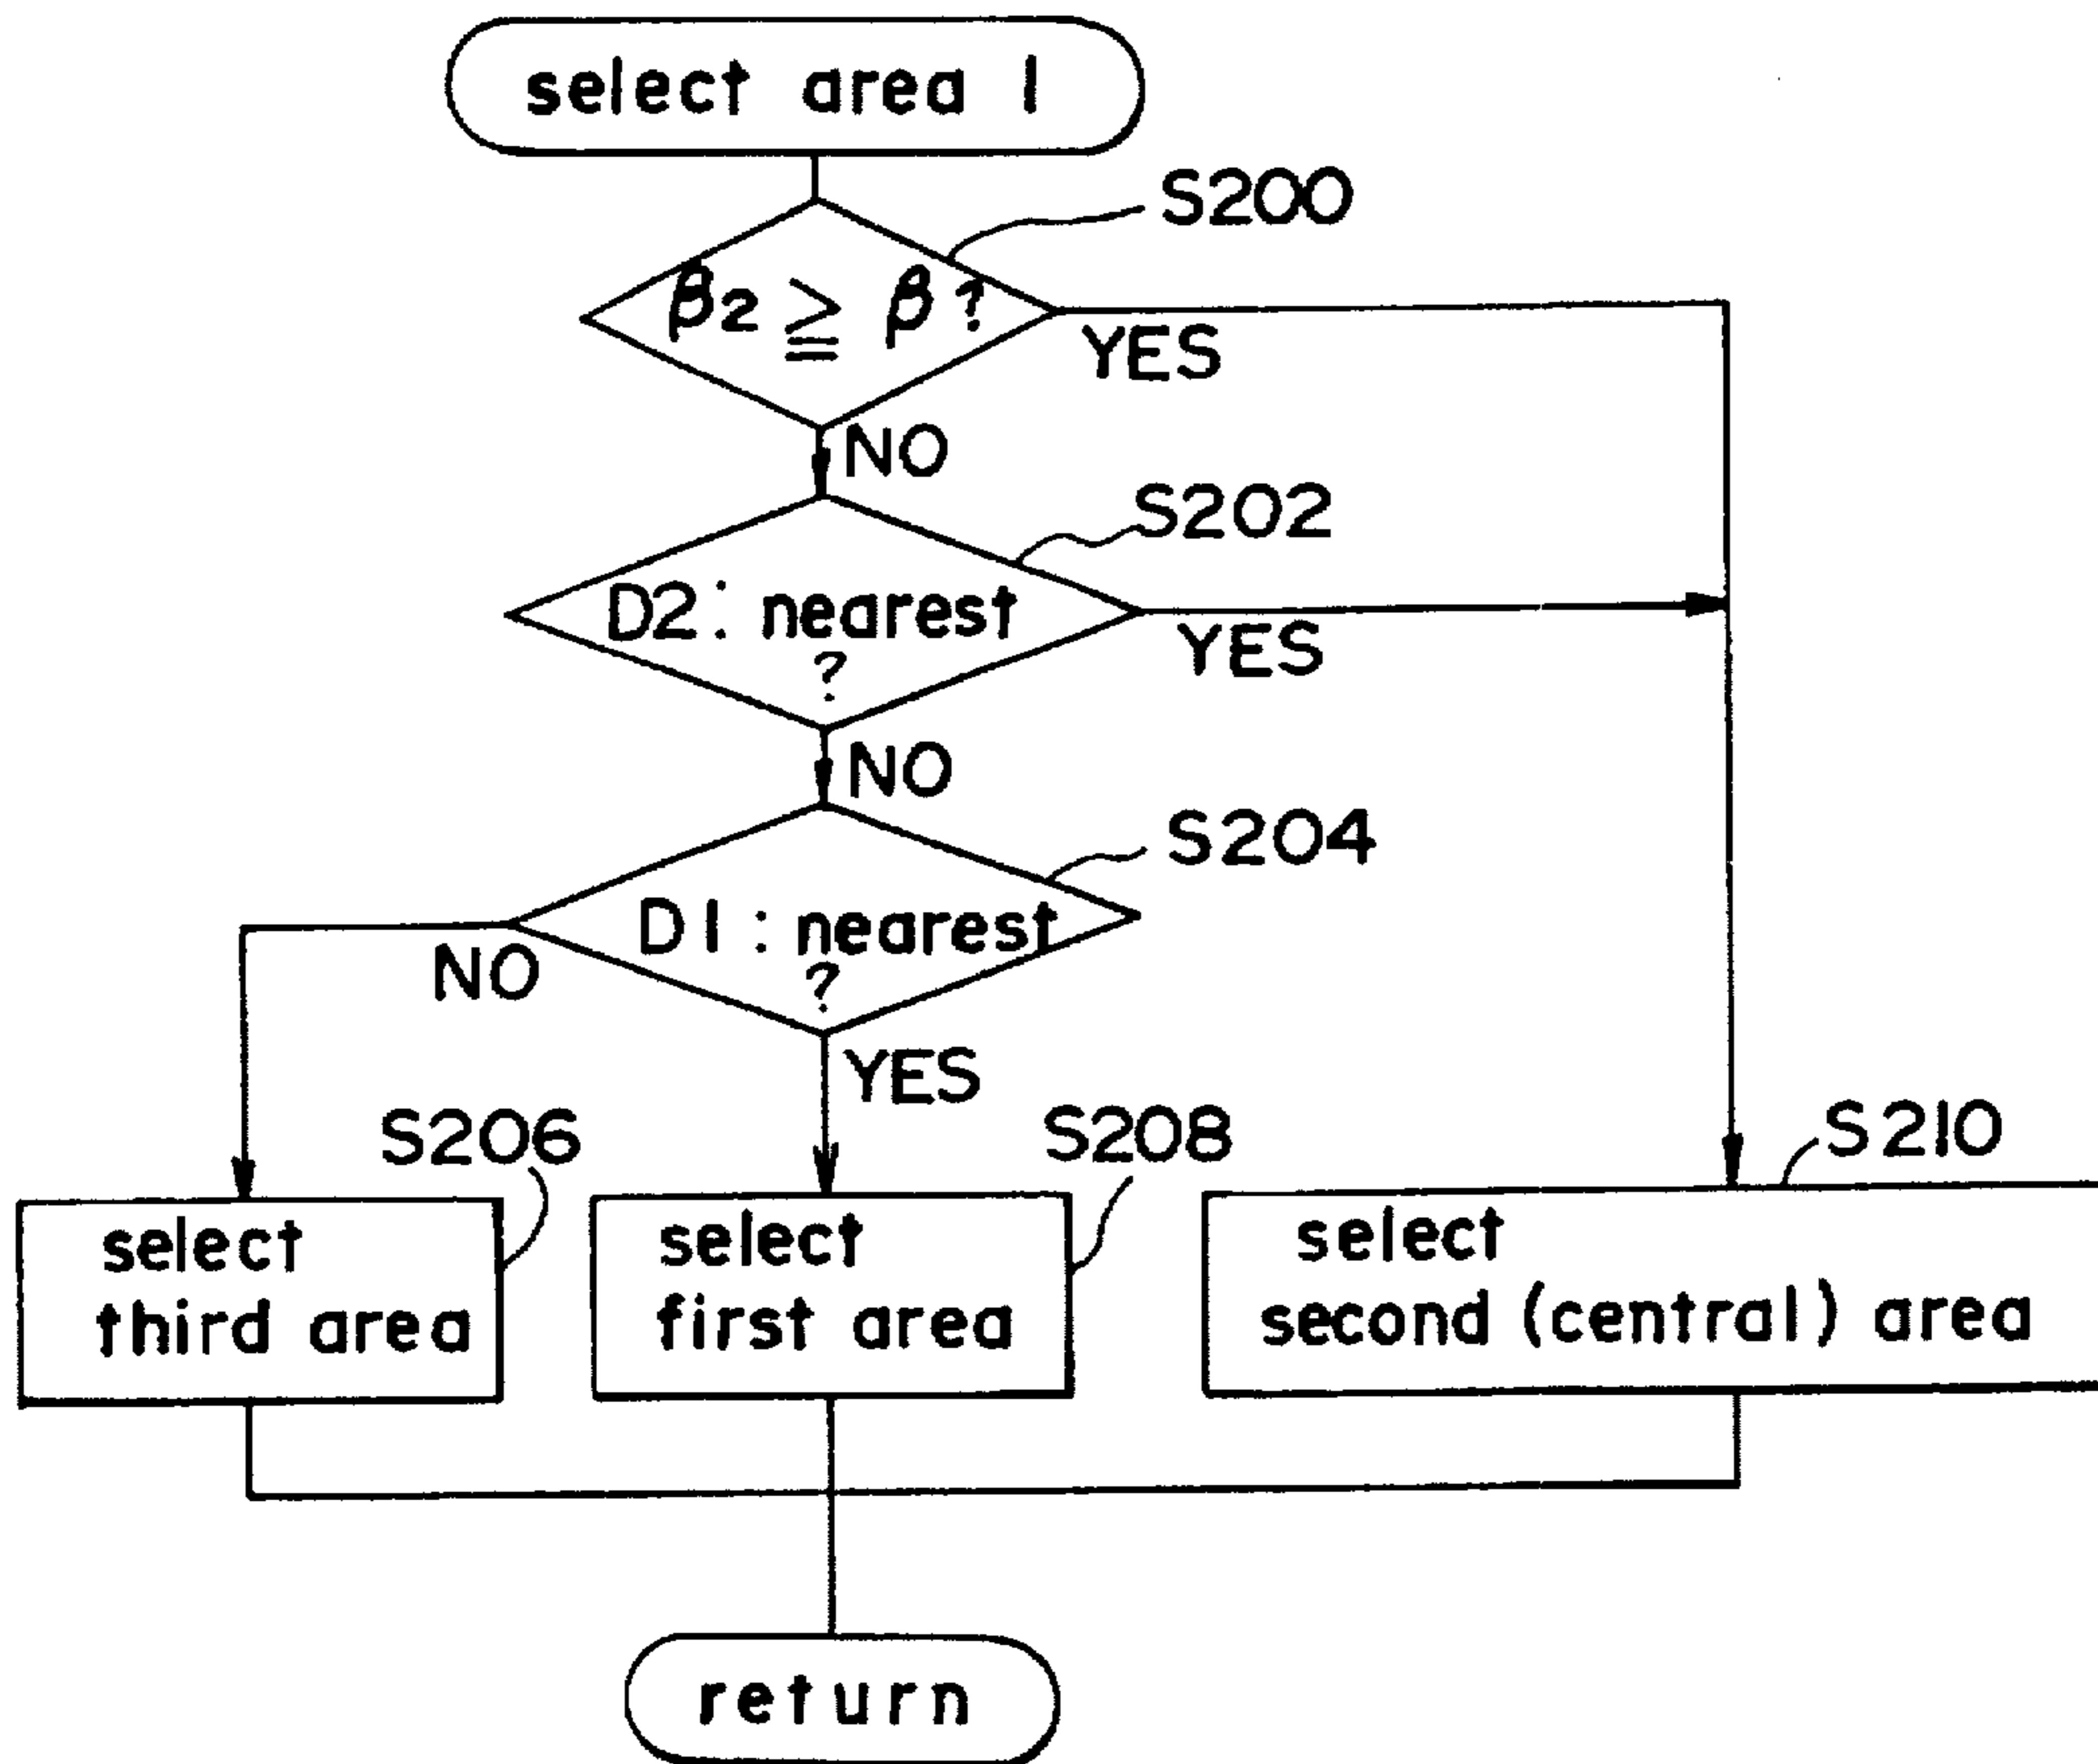 select area 1
S200
β2 ≧ β ?
YES
NO
S202
D2: nearest
?
YES
NO
S204
D1: nearest
?
NO
YES
S206
S208
S210
select
third area
select
first area
select
second (central) area
return